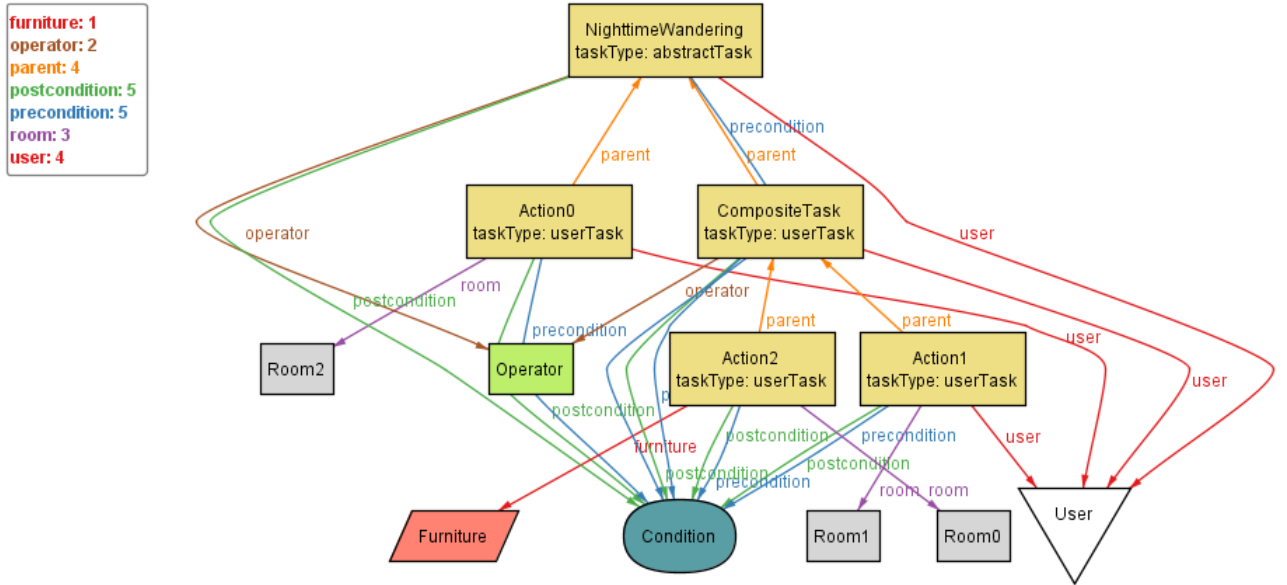 furniture: 1
operator: 2
parent: 4
postcondition: 5
precondition: 5
room: 3
user: 4
NighttimeWandering
taskType: abstractTask
precondition
parent
parent
Action0
taskType: userTask
CompositeTask
taskType: userTask
operator
user
room
operator
postcondition
parent
parent
precondition
user
Room2
Operator
Action2
taskType: userTask
Action1
taskType: userTask
user
postcondition
postcondition
precondition
user
furniture
postcondition
postcondition
precondition
room
room
Furniture
Condition
Room1
Room0
User